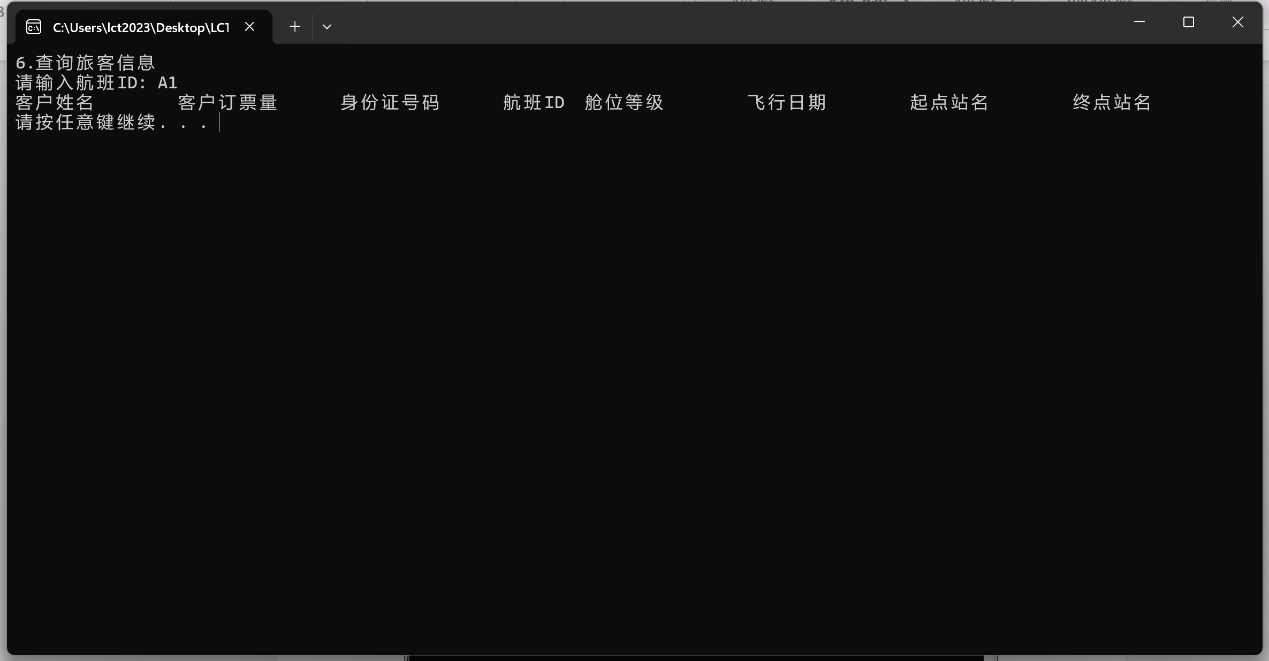 C:\Users\lct2023\Desktop\LC1
6.查询旅客信息
请输入航班ID: A1
客户姓名 客户订票量 身份证号码 航班ID 舱位等级 飞行日期 起点站名 终点站名
请按任意键继续. . .